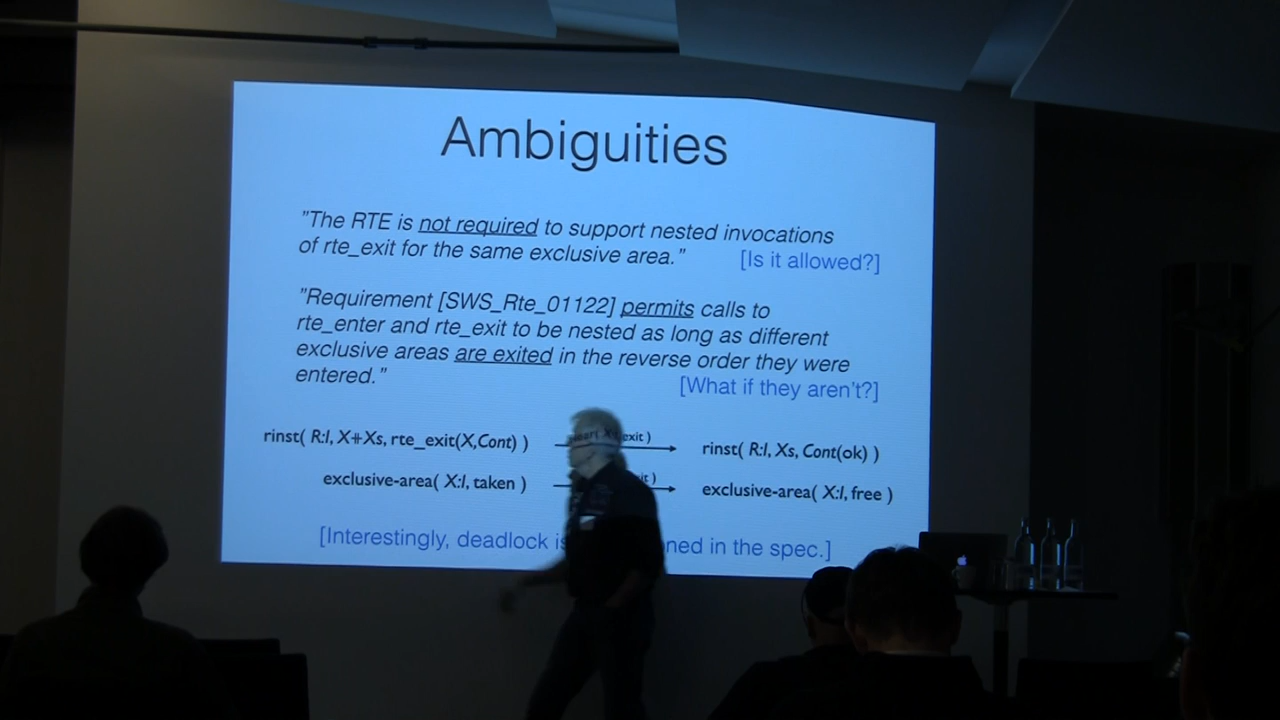 Ambiguities
"The RTE is not required to support nested invocations
of rte_exit for the same exclusive area."
[Is it allowed?]
"Requirement [SWS_Rte_01122] permits calls to
rte_enter and rte_exit to be nested as long as different
exclusive areas are exited in the reverse order they were
entered."
[What if they aren't?]
rinst( R:I, X⧺Xs, rte_exit(X,Cont) ) exit ) rinst( R:I, Xs, Cont(ok) )
exclusive-area( X:I, taken ) exclusive-area( X:I, free )
[Interestingly, deadlock in the spec.]